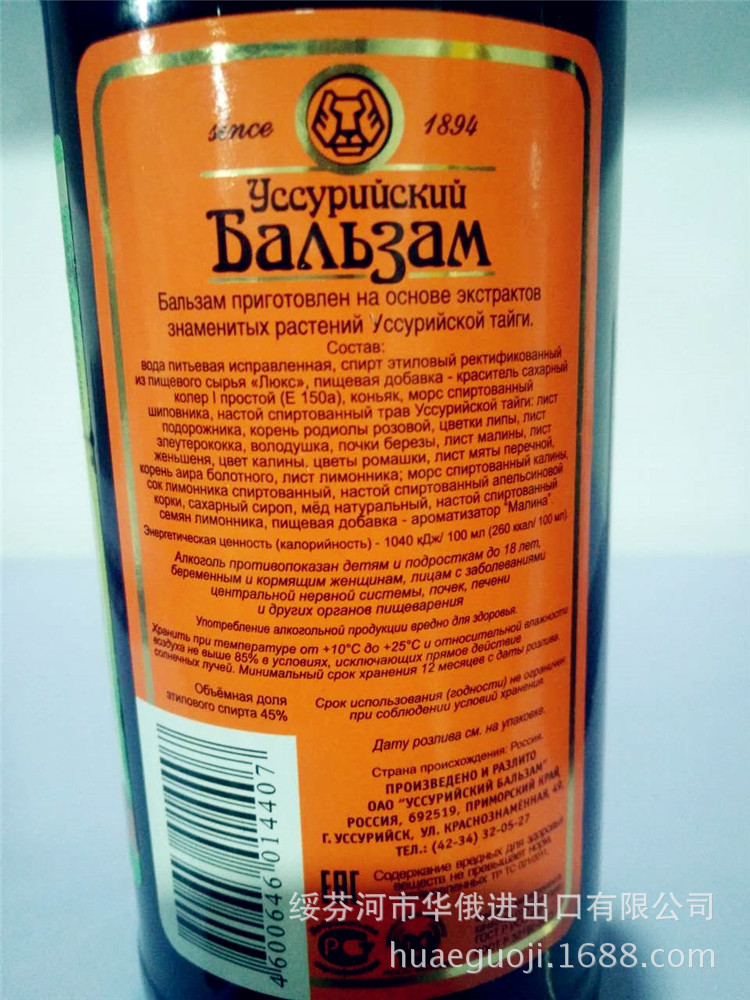 since 1894
Уссурийский
Бальзам
Бальзам приготовлен на основе экстрактов
знаменитых растений Уссурийской тайги.
Состав:
вода питьевая исправленная, спирт этиловый ректификованный
из пищевого сырья «Люкс», пищевая добавка - краситель сахарный
колер I простой (Е 150а), коньяк, морс спиртованный
шиповника, настой спиртованный трав Уссурийской тайги: лист
подорожника, корень родиолы розовой, цветки липы, лист
элеутерококка, володушка, почки березы, лист малины, лист
женьшеня, цвет калины. цветы ромашки, лист мяты перечной,
корень аира болотного, лист лимонника; морс спиртованный калины,
сок лимонника спиртованный, настой спиртованный апельсиновой
корки, сахарный сироп, мёд натуральный, настой спиртованный
семян лимонника, пищевая добавка - ароматизатор "Малина".
Энергетическая ценность (калорийность) - 1040 кДж/ 100 мл (260 ккал/ 100 мл).
Алкоголь противопоказан детям и подросткам до 18 лет,
беременным и кормящим женщинам, лицам с заболеваниями
центральной нервной системы, почек, печени
и других органов пищеварения
Употребление алкогольной продукции вредно для здоровья.
Хранить при температуре от +10°С до +25°С и относительной влажности
воздуха не выше 85% в условиях, исключающих прямое действие
солнечных лучей. Минимальный срок хранения 12 месяцев с даты розлива.
Объёмная доля
этилового спирта 45%
Срок использования (годности) не ограничен
при соблюдении условий хранения.
Дату розлива см. на упаковке.
Страна происхождения: Россия.
ПРОИЗВЕДЕНО И РАЗЛИТО
ОАО "УССУРИЙСКИЙ БАЛЬЗАМ"
РОССИЯ, 692519, ПРИМОРСКИЙ КРАЙ,
Г. УССУРИЙСК, УЛ. КРАСНОЗНАМЕННАЯ, 49,
ТЕЛ.: (42-34) 32-05-27
Содержание вредных для здоровья
веществ не превышает норм,
ТР ТС
4600646014407
EAC
绥芬河市华俄进出口有限公司
huaeguoji.1688.com